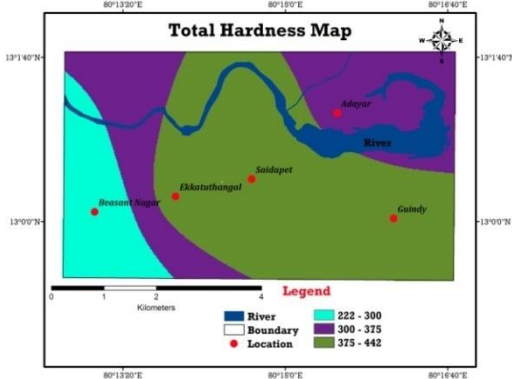 80°13'20"E
80°15'0"E
80°16'40"E
Total Hardness Map
N
W
E
S
13°1'40"N
13°1'40"N
Adayar
River
Saidapet
Ekkatuthangal
Beasant Nagar
Guindy
13°0'0"N
13°0'0"N
0 1 2 4
Kilometers
Legend
River
Boundary
Location
222 - 300
300 - 375
375 - 442
80°13'20"E
80°15'0"E
80°16'40"E